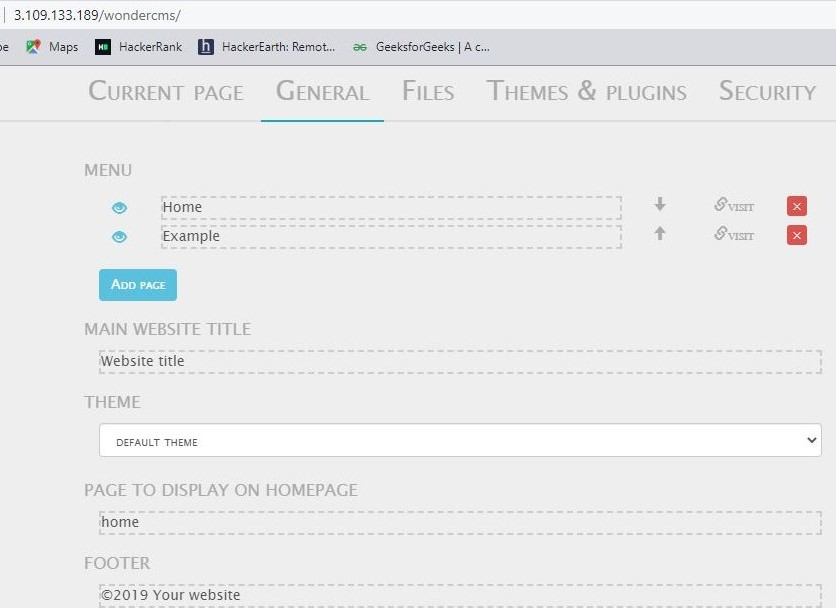 3.109.133.189/wondercms/
Maps HackerRank HackerEarth: Remot... GeeksforGeeks | A c...
CURRENT PAGE GENERAL FILES THEMES & PLUGINS SECURITY
MENU
Home VISIT
Example VISIT
ADD PAGE
MAIN WEBSITE TITLE
Website title
THEME
DEFAULT THEME
PAGE TO DISPLAY ON HOMEPAGE
home
FOOTER
©2019 Your website